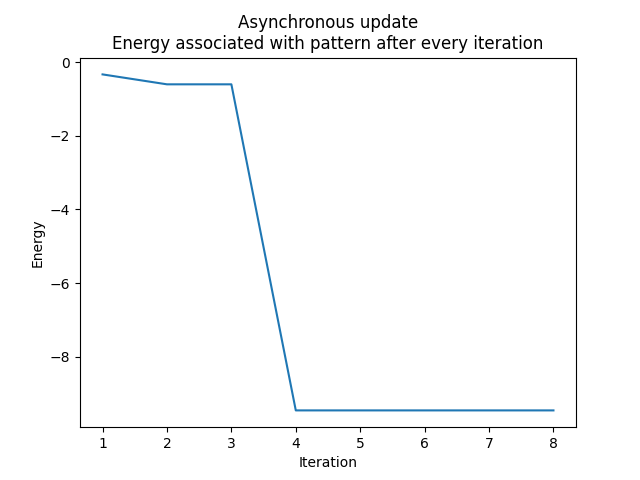 Asynchronous update
Energy associated with pattern after every iteration
0
−2
−4
−6
−8
Energy
1 2 3 4 5 6 7 8
Iteration